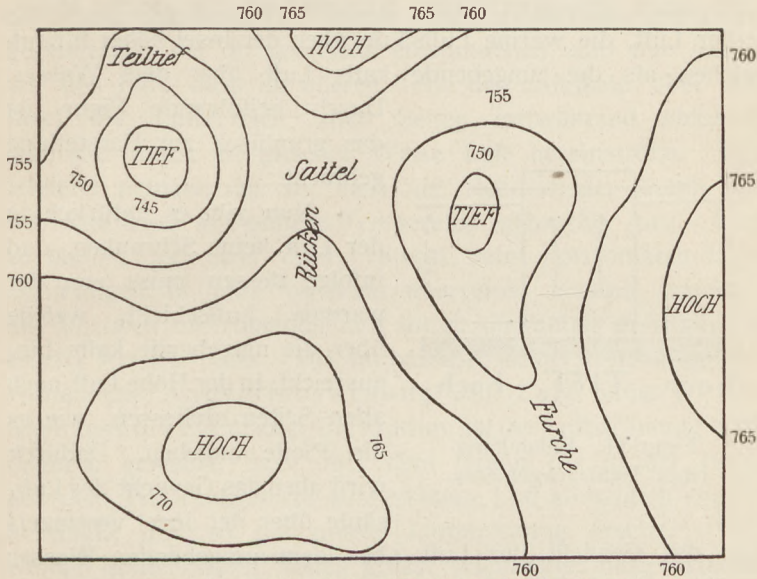 760 765 765 760
Teiltief HOCH 760
755
755 TIEF 750
750 Sattel 765
745 TIEF
755
Rücken
760
HOCH
HOCH 765 765
Furche
770
760 760